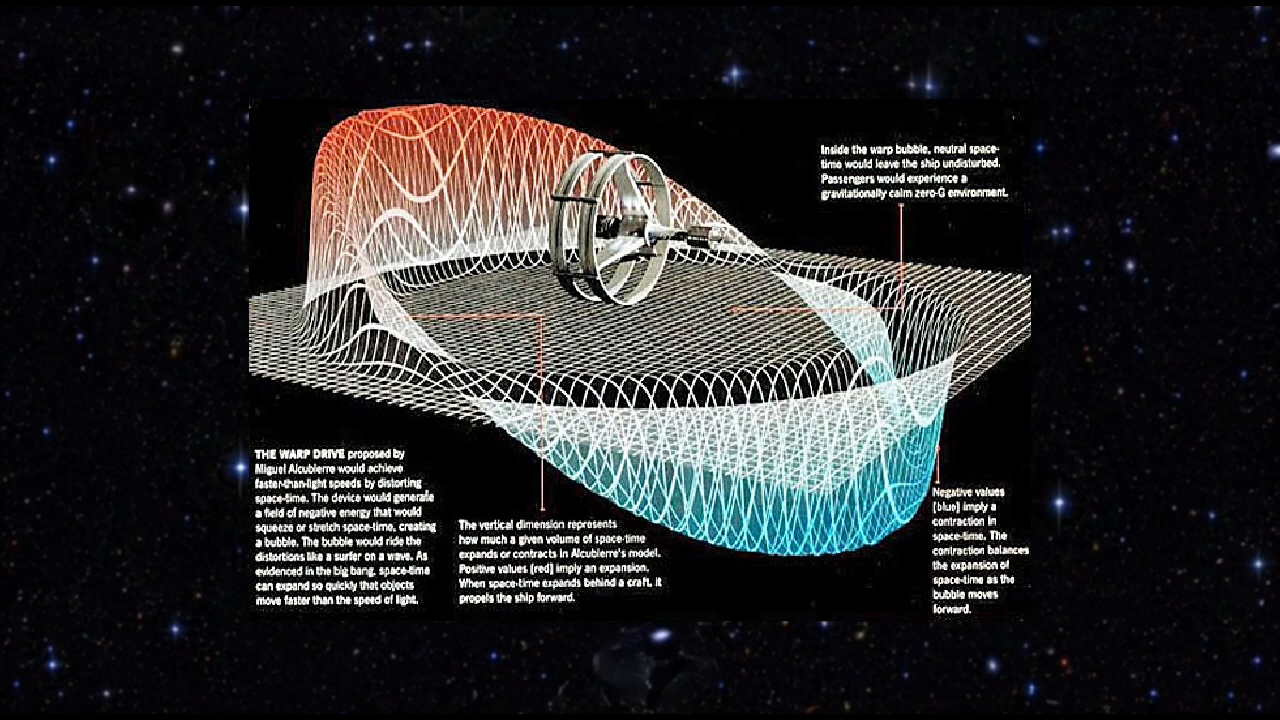 Inside the warp bubble, neutral space-
time would leave the ship undisturbed.
Passengers would experience a
gravitationally calm zero-G environment.
THE WARP DRIVE proposed by
Miguel Alcubierre would achieve
faster-than-light speeds by distorting
space-time. The device would generate
a field of negative energy that would
squeeze or stretch space-time, creating
a bubble. The bubble would ride the
distortions like a surfer on a wave. As
evidenced in the big bang, space-time
can expand so quickly that objects
move faster than the speed of light.
The vertical dimension represents
how much a given volume of space-time
expands or contracts in Alcubierre's model.
Positive values [red] imply an expansion.
When space-time expands behind a craft, it
propels the ship forward.
Negative values
[blue] imply a
contraction in
space-time. The
contraction balances
the expansion of
space-time as the
bubble moves
forward.